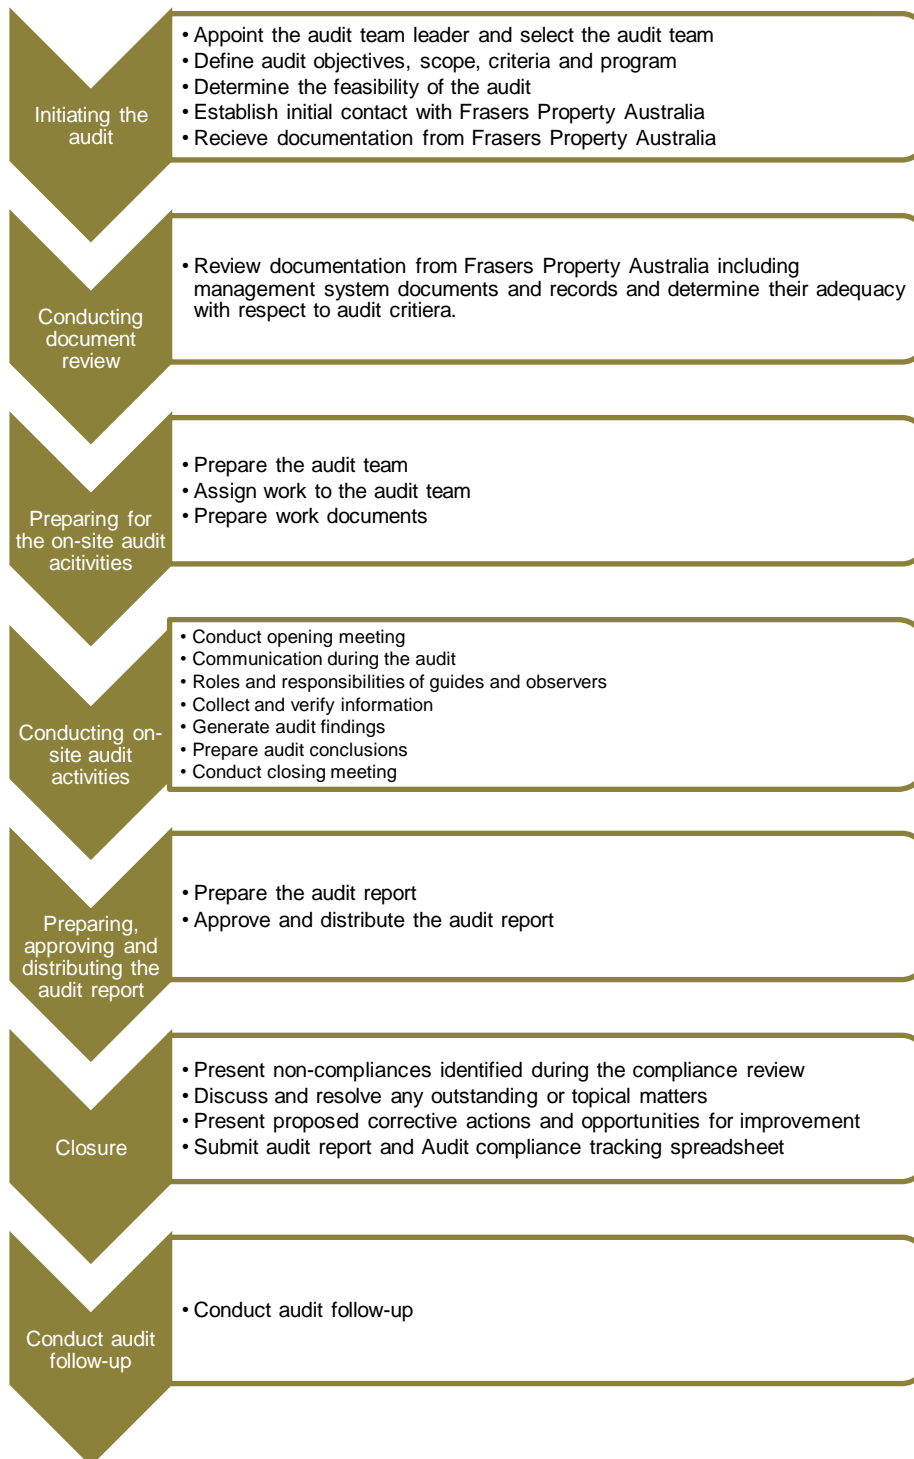 Initiating the
audit
• Appoint the audit team leader and select the audit team
• Define audit objectives, scope, criteria and program
• Determine the feasibility of the audit
• Establish initial contact with Frasers Property Australia
• Recieve documentation from Frasers Property Australia
Conducting
document
review
• Review documentation from Frasers Property Australia including
management system documents and records and determine their adequacy
with respect to audit critiera.
Preparing for
the on-site audit
acitivities
• Prepare the audit team
• Assign work to the audit team
• Prepare work documents
Conducting on-
site audit
activities
• Conduct opening meeting
• Communication during the audit
• Roles and responsibilities of guides and observers
• Collect and verify information
• Generate audit findings
• Prepare audit conclusions
• Conduct closing meeting
Preparing,
approving and
distributing the
audit report
• Prepare the audit report
• Approve and distribute the audit report
Closure
• Present non-compliances identified during the compliance review
• Discuss and resolve any outstanding or topical matters
• Present proposed corrective actions and opportunities for improvement
• Submit audit report and Audit compliance tracking spreadsheet
Conduct audit
follow-up
• Conduct audit follow-up